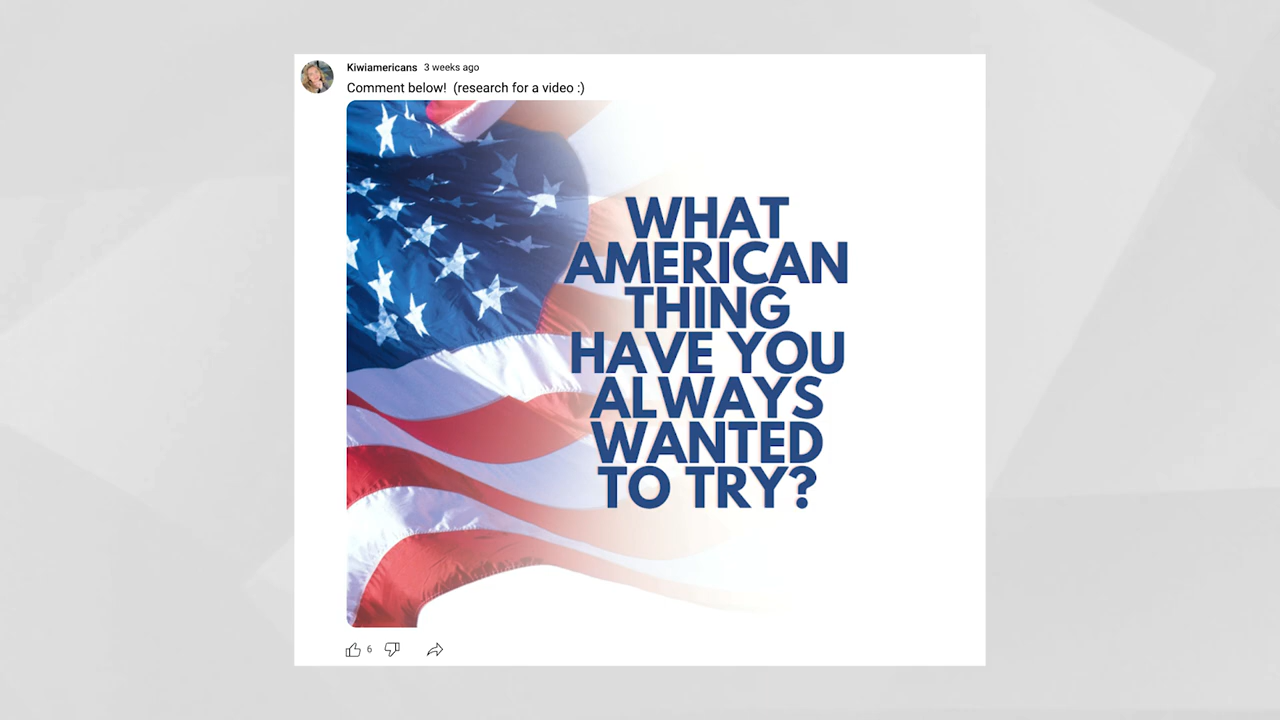 Kiwiamericans 3 weeks ago
Comment below! (research for a video :)
WHAT
AMERICAN
THING
HAVE YOU
ALWAYS
WANTED
TO TRY?
6